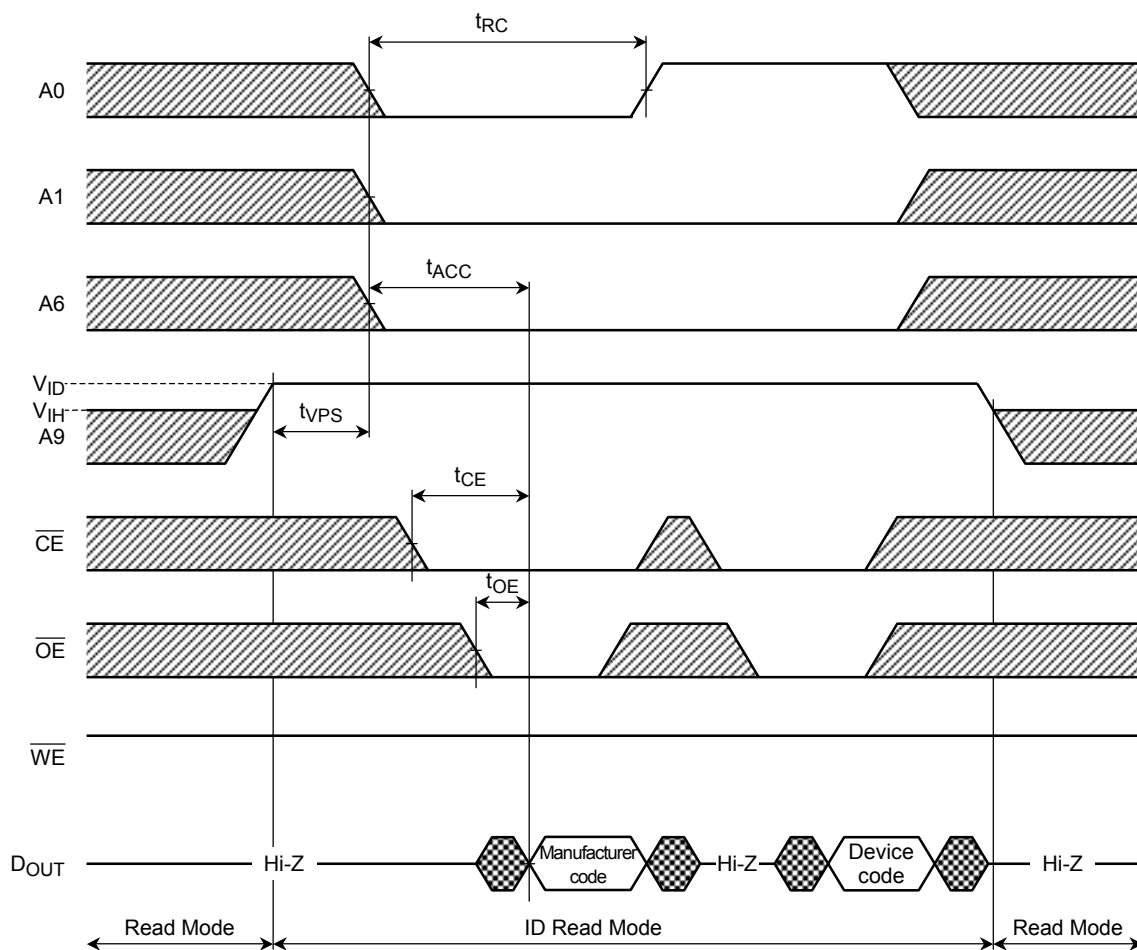 tRC
A0
A1
tACC
A6
VID
VIH
tVPS
A9
tCE
CE
tOE
OE
WE
DOUT
Hi-Z
Manufacturer
code
Hi-Z
Device
code
Hi-Z
Read Mode
ID Read Mode
Read Mode